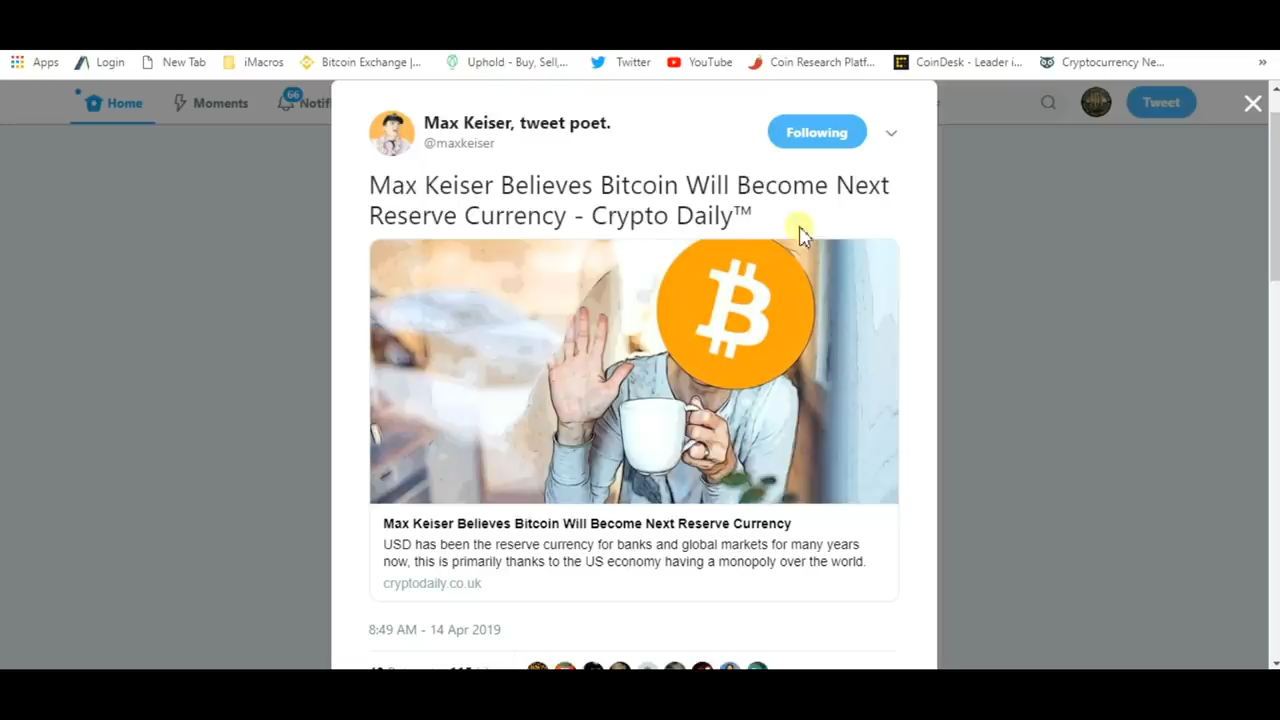 Apps Login New Tab iMacros Bitcoin Exchange |... Uphold - Buy, Sell,... Twitter YouTube Coin Research Platf... CoinDesk - Leader i... Cryptocurrency Ne... »
Home Moments 66 Notifi Tweet
Max Keiser, tweet poet.
@maxkeiser
Following
Max Keiser Believes Bitcoin Will Become Next
Reserve Currency - Crypto Daily™
Max Keiser Believes Bitcoin Will Become Next Reserve Currency
USD has been the reserve currency for banks and global markets for many years
now, this is primarily thanks to the US economy having a monopoly over the world.
cryptodaily.co.uk
8:49 AM - 14 Apr 2019